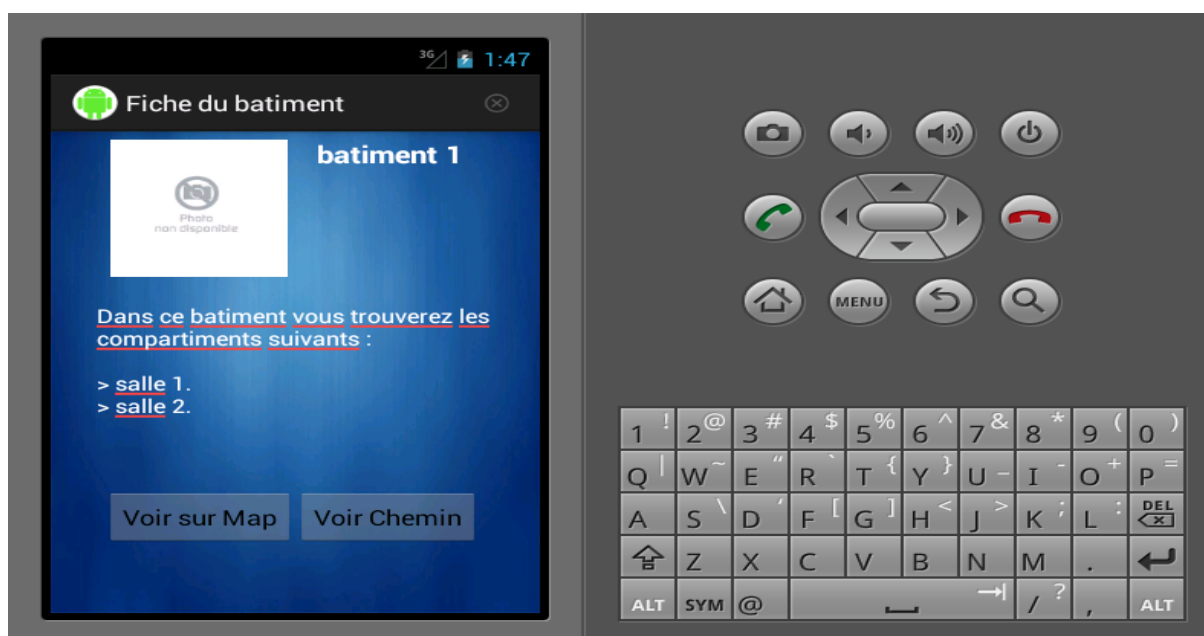 3G 1:47
Fiche du batiment
batiment 1
Photo
non disponible
Dans ce batiment vous trouverez les
compartiments suivants :
> salle 1.
> salle 2.
Voir sur Map Voir Chemin
MENU
1 ! 2 @ 3 # 4 $ 5 % 6 ^ 7 & 8 * 9 ( 0 )
Q | W ~ E " R ` T { Y } U _ I - O + P =
A S \ D ' F [ G ] H < J > K ; L : DEL
Z X C V B N M .
ALT SYM @ / ? , ALT